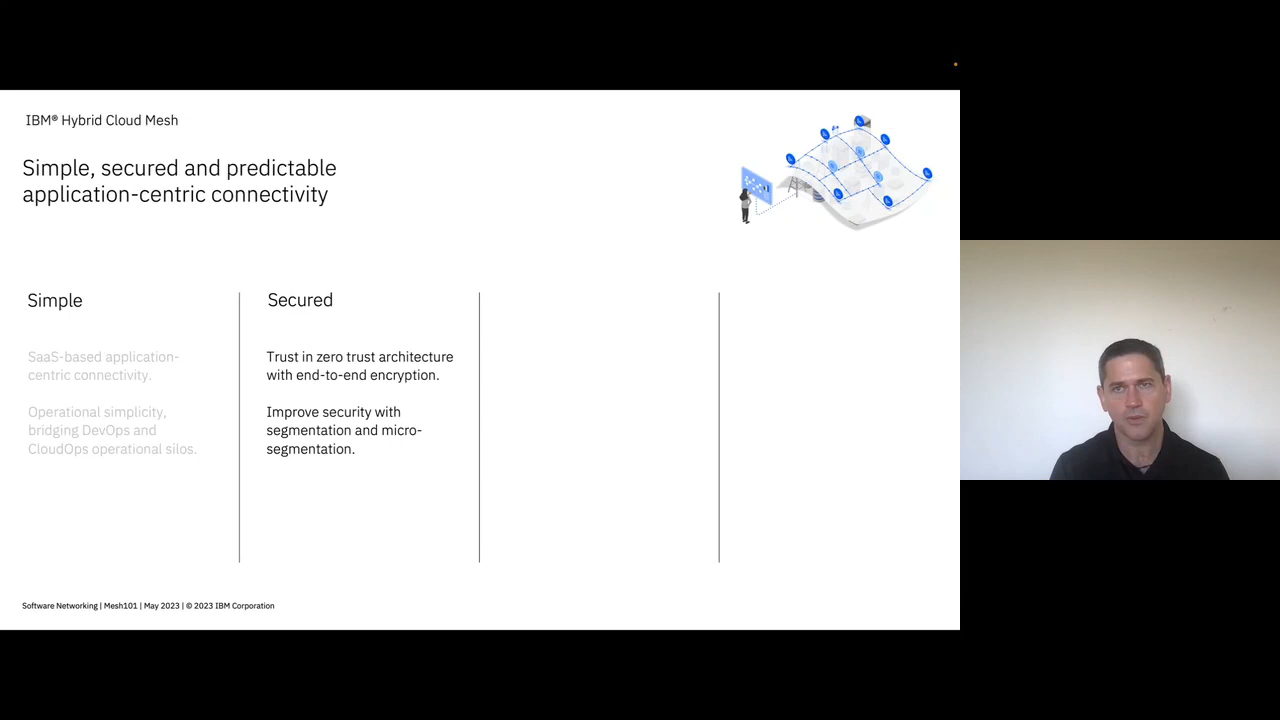 IBM® Hybrid Cloud Mesh
Simple, secured and predictable
application-centric connectivity
Simple
SaaS-based application-
centric connectivity.
Operational simplicity,
bridging DevOps and
CloudOps operational silos.
Secured
Trust in zero trust architecture
with end-to-end encryption.
Improve security with
segmentation and micro-
segmentation.
Software Networking | Mesh101 | May 2023 | © 2023 IBM Corporation